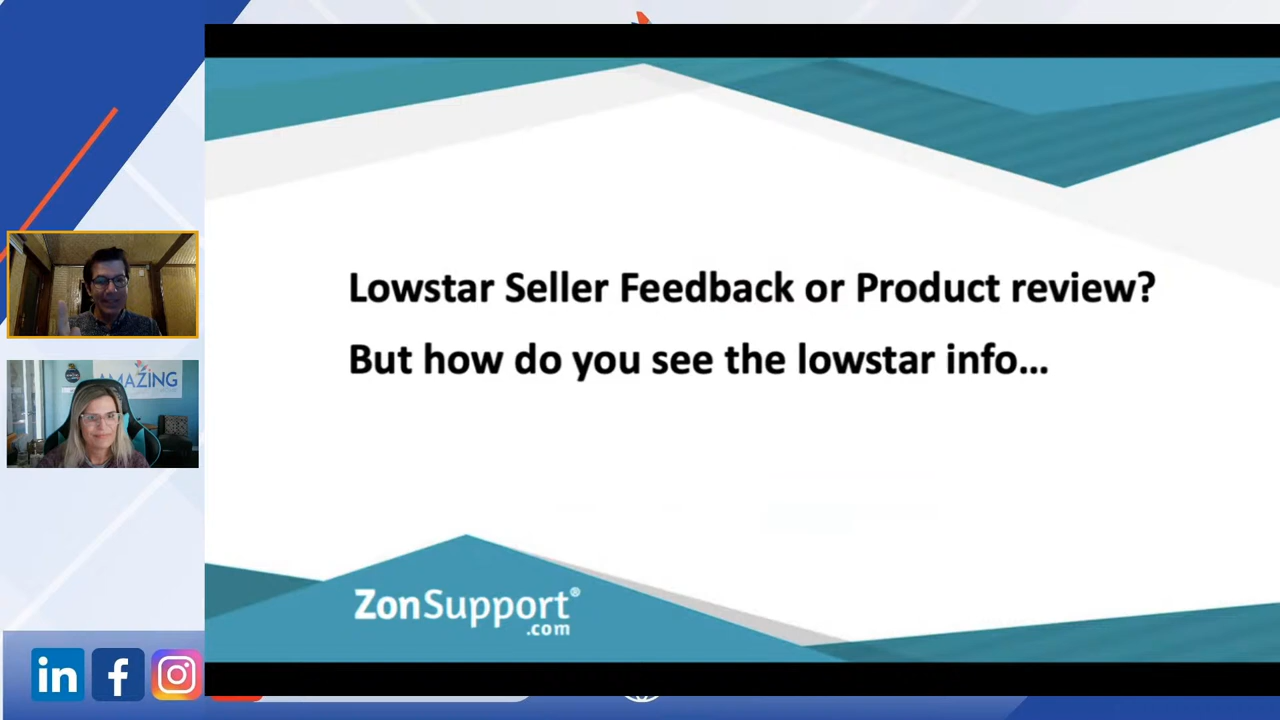 Lowstar Seller Feedback or Product review?
But how do you see the lowstar info...
AMAZING
ZonSupport®
.com
in
f